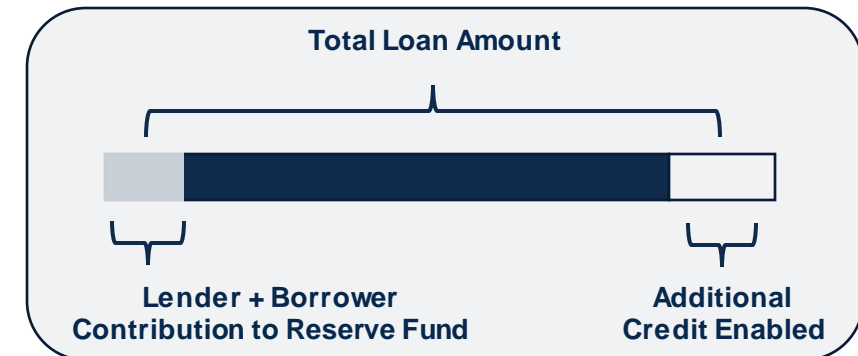 Total Loan Amount
Lender + Borrower
Contribution to Reserve Fund
Additional
Credit Enabled